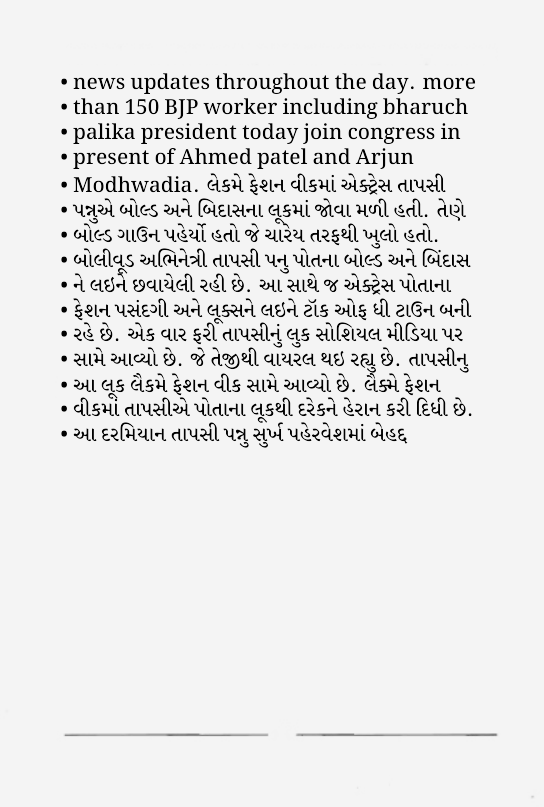 • news updates throughout the day. more
• than 150 BJP worker including bharuch
• palika president today join congress in
• present of Ahmed patel and Arjun
• Modhwadia. લેકમે ફેશન વીકમાં એક્ટ્રેસ તાપસી
• પન્નુએ બોલ્ડ અને બિદાસના લૂકમાં જોવા મળી હતી. તેણે
• બોલ્ડ ગાઉન પહેર્યો હતો જે ચારેય તરફથી ખુલો હતો.
• બોલીવૂડ અભિનેત્રી તાપસી પનુ પોતના બોલ્ડ અને બિંદાસ
• ને લઇને છવાયેલી રહી છે. આ સાથે જ એક્ટ્રેસ પોતાના
• ફેશન પસંદગી અને લૂક્સને લઇને ટૉક ઓફ ધી ટાઉન બની
• રહે છે. એક વાર ફરી તાપસીનું લુક સોશિયલ મીડિયા પર
• સામે આવ્યો છે. જે તેજીથી વાયરલ થઇ રહ્યુ છે. તાપસીનુ
• આ લૂક લૈકમે ફેશન વીક સામે આવ્યો છે. લૈક્મે ફેશન
• વીકમાં તાપસીએ પોતાના લૂકથી દરેકને હેરાન કરી દિધી છે.
• આ દરમિયાન તાપસી પન્નુ સુર્ખ પહેરવેશમાં બેહદ્દ